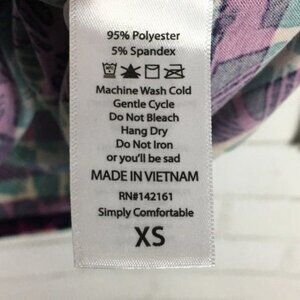 95% Polyester
5% Spandex
Machine Wash Cold
Gentle Cycle
Do Not Bleach
Hang Dry
Do Not Iron
or you'll be sad
MADE IN VIETNAM
RN#142161
Simply Comfortable
XS